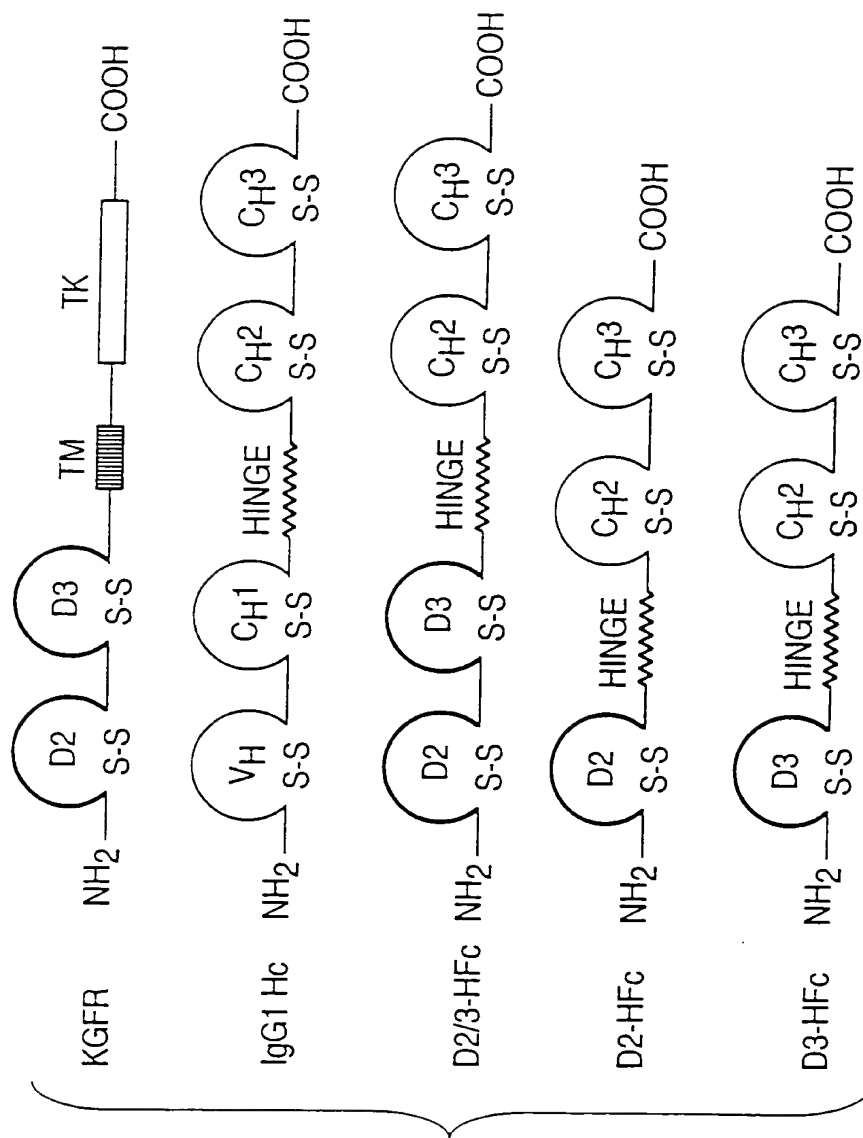 KGFR NH2 D2 S-S D3 S-S TM TK COOH
IgG1 Hc NH2 VH S-S CH1 S-S HINGE CH2 S-S CH3 S-S COOH
D2/3-HFc NH2 D2 S-S D3 S-S HINGE CH2 S-S CH3 S-S COOH
D2-HFc NH2 D2 S-S HINGE CH2 S-S CH3 S-S COOH
D3-HFc NH2 D3 S-S HINGE CH2 S-S CH3 S-S COOH